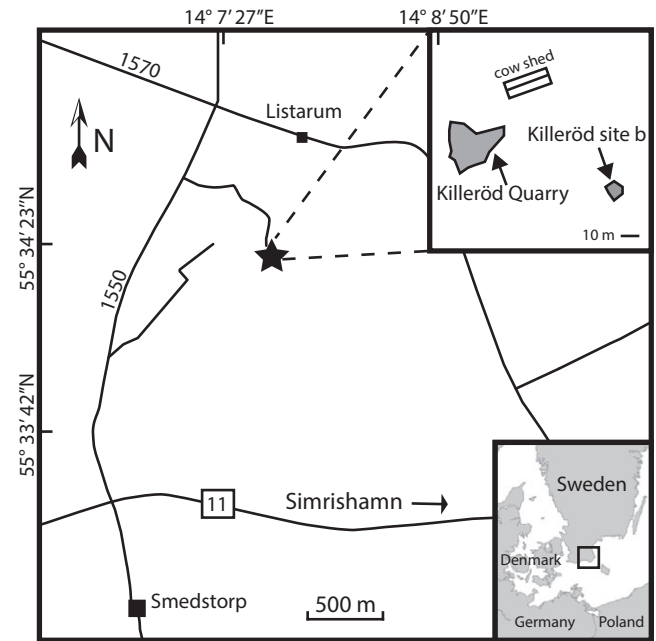 14° 7′ 27″E
14° 8′ 50″E
1570
Listarum
N
cow shed
Killeröd site b
Killeröd Quarry
10 m
55° 34′ 23″N
1550
55° 33′ 42″N
11
Simrishamn
Sweden
Denmark
Germany
Poland
Smedstorp
500 m